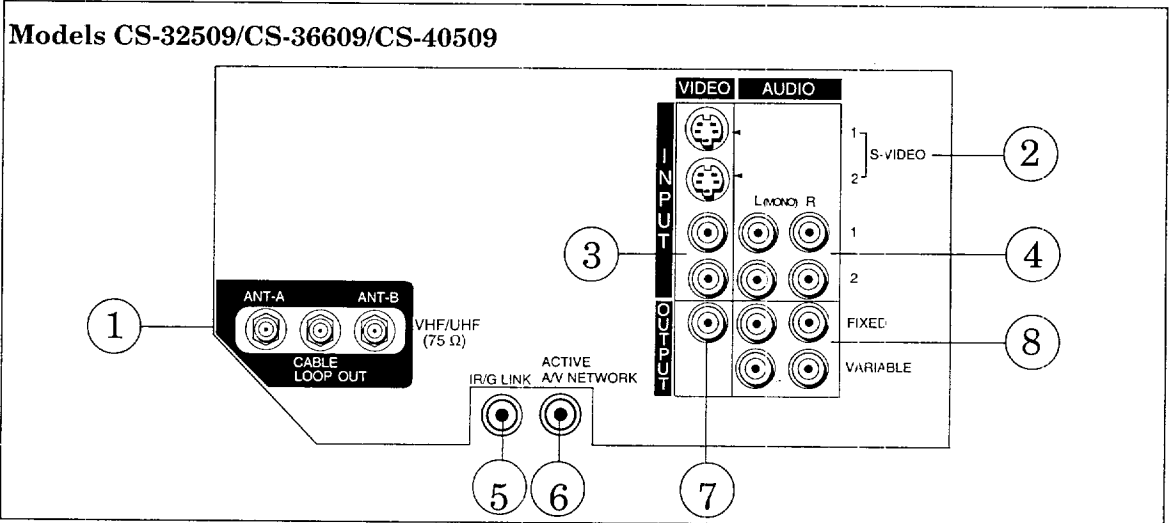 Models CS-32509/CS-36609/CS-40509
VIDEO AUDIO
INPUT
1
2
S-VIDEO
2
L (MONO) R
1
2
3
4
ANT-A ANT-B
VHF/UHF
(75 Ω)
CABLE
LOOP OUT
1
OUTPUT
FIXED
VARIABLE
8
IR/G LINK
ACTIVE
A/V NETWORK
5
6
7